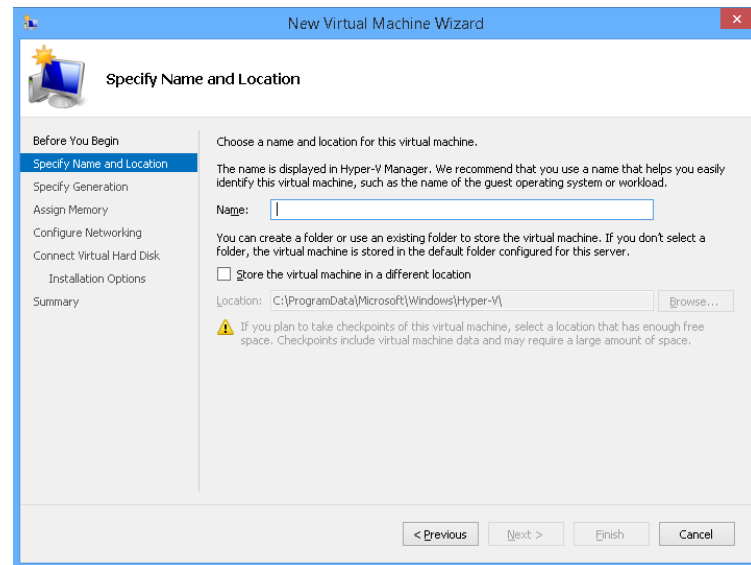 New Virtual Machine Wizard
Specify Name and Location
Before You Begin
Specify Name and Location
Specify Generation
Assign Memory
Configure Networking
Connect Virtual Hard Disk
Installation Options
Summary
Choose a name and location for this virtual machine.
The name is displayed in Hyper-V Manager. We recommend that you use a name that helps you easily
identify this virtual machine, such as the name of the guest operating system or workload.
Name:
You can create a folder or use an existing folder to store the virtual machine. If you don't select a
folder, the virtual machine is stored in the default folder configured for this server.
Store the virtual machine in a different location
Location: C:\ProgramData\Microsoft\Windows\Hyper-V\ Browse...
If you plan to take checkpoints of this virtual machine, select a location that has enough free
space. Checkpoints include virtual machine data and may require a large amount of space.
< Previous Next > Finish Cancel